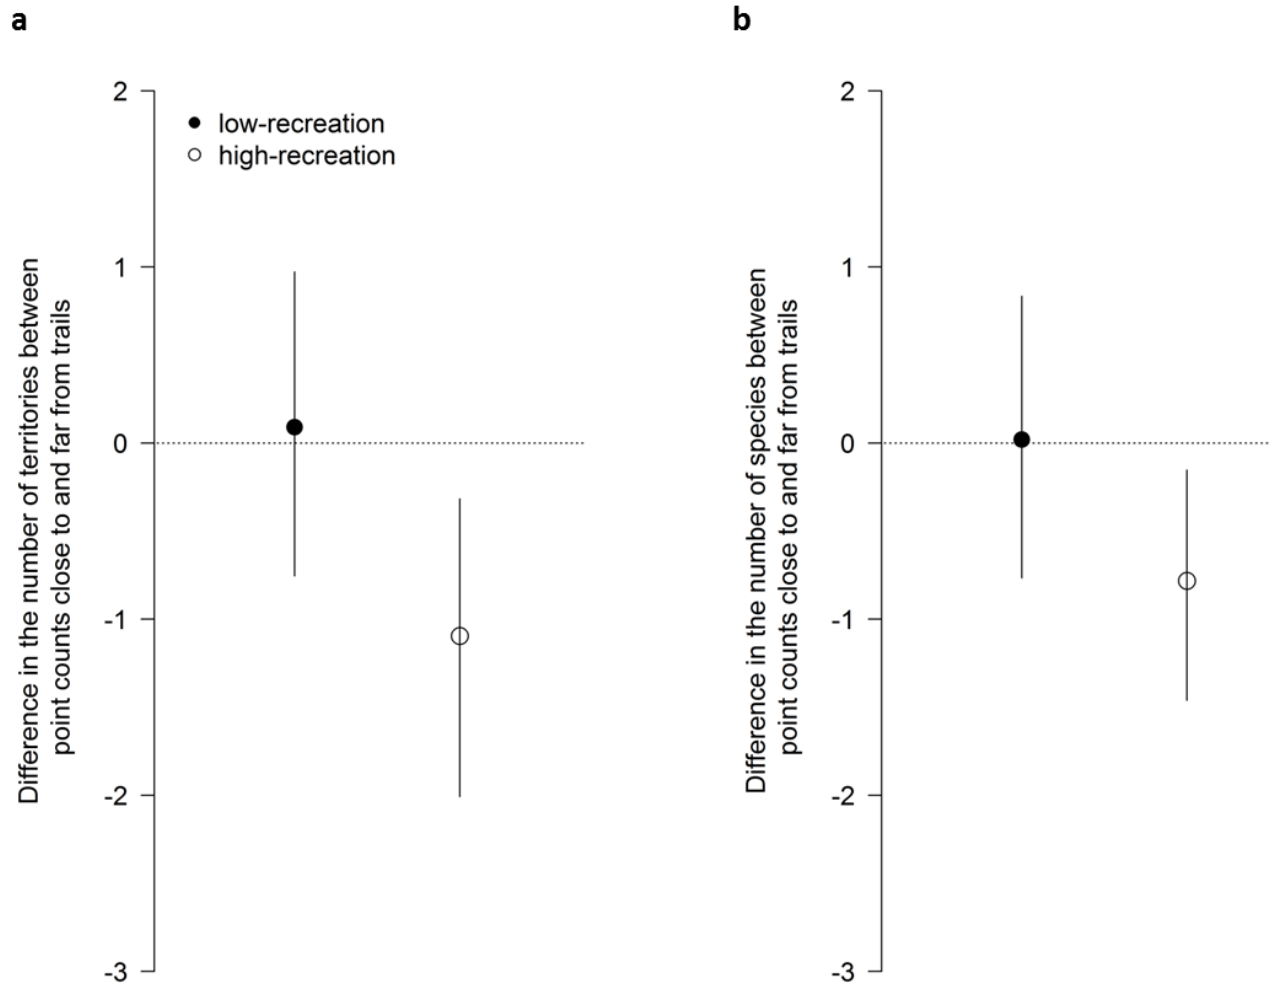 a
2
1
0
-1
-2
-3
low-recreation
high-recreation
Difference in the number of territories between
point counts close to and far from trails
b
2
1
0
-1
-2
-3
Difference in the number of species between
point counts close to and far from trails